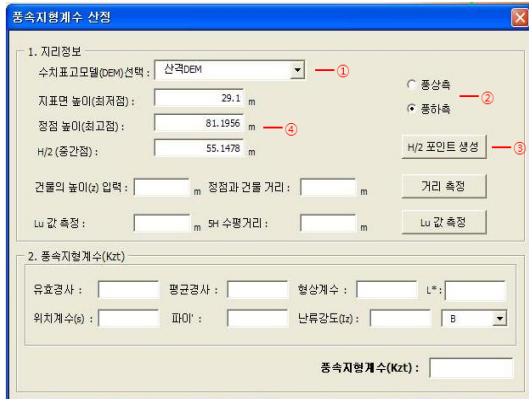 풍속지형계수 산정
1. 지리정보
수치표고모델(DEM)선택 : 산격DEM ①
풍상측
풍하측 ②
지표면 높이(최저점) : 29.1 m
정점 높이(최고점) : 81.1956 m ④
H/2 (중간점) : 55.1478 m
H/2 포인트 생성 ③
건물의 높이(z) 입력 : m 정점과 건물 거리 : m 거리 측정
Lu 값 측정 : m 5H 수평거리 : m Lu 값 측정
2. 풍속지형계수(Kzt)
유효경사 : 평균경사 : 형상계수 : L* :
위치계수(s) : 파이' : 난류강도(Iz) : B
풍속지형계수(Kzt) :